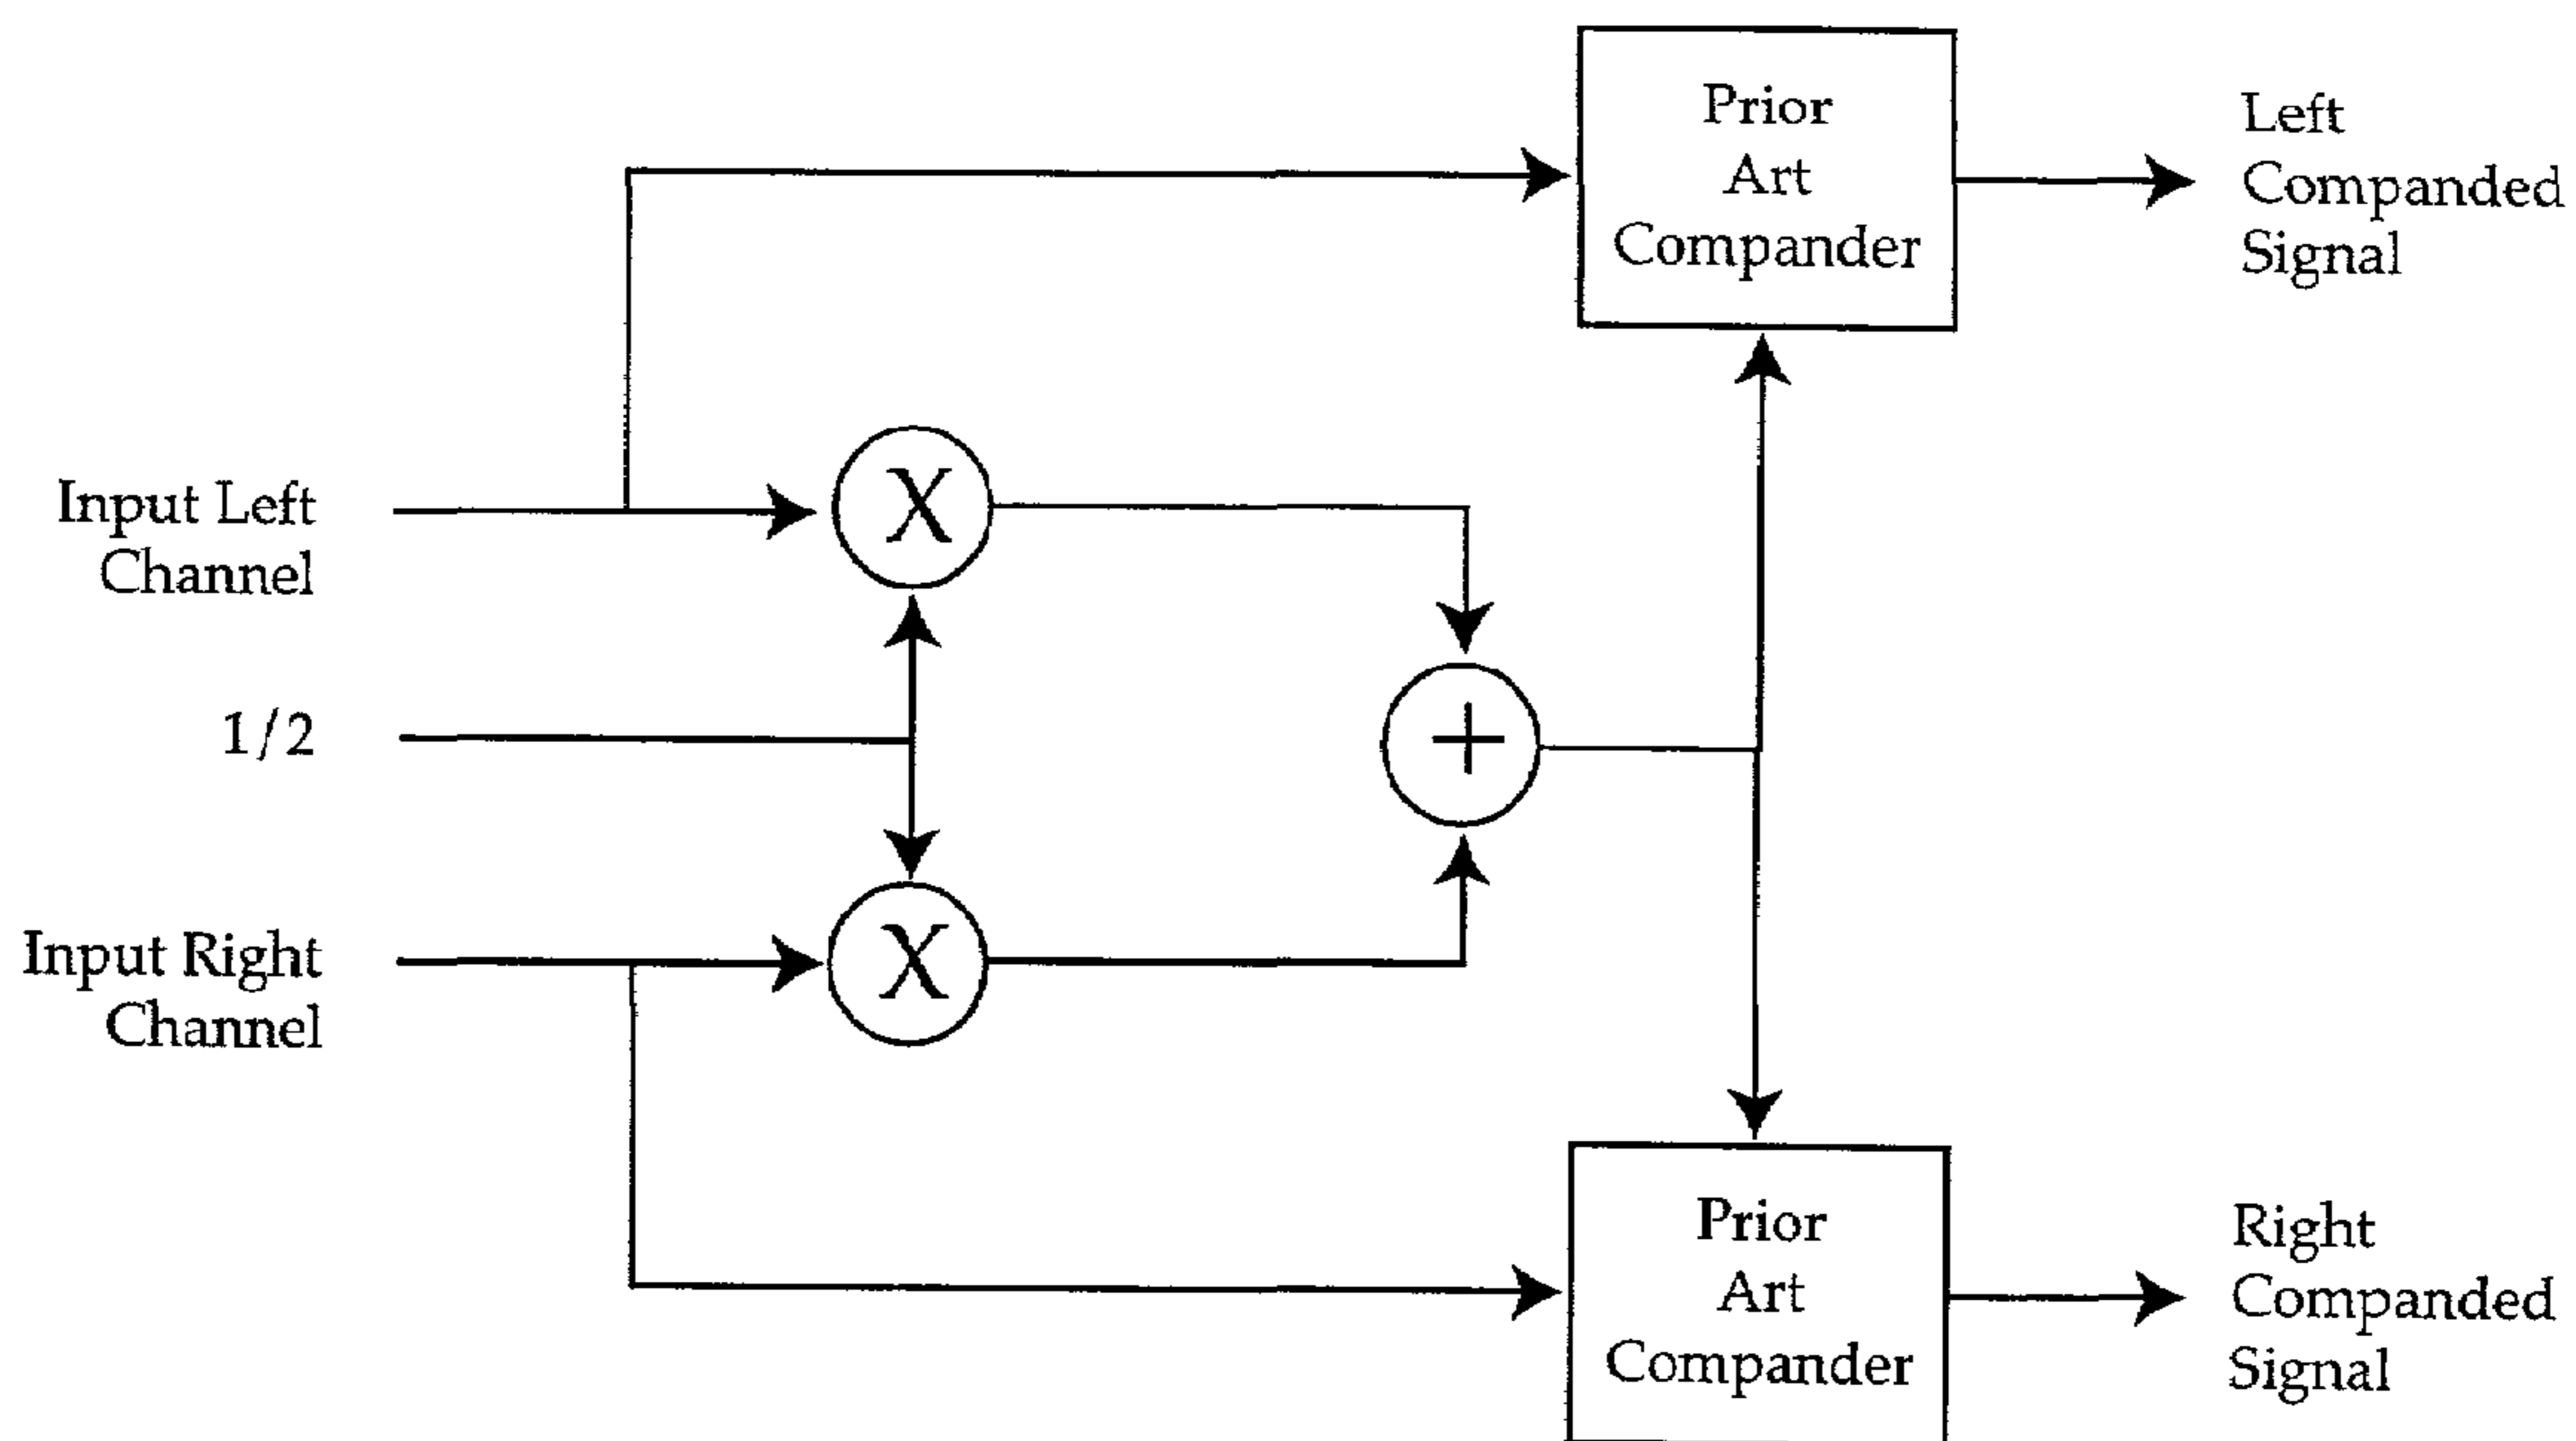 Prior
Art
Compander
Left
Companded
Signal
Input Left
Channel
X
1/2
+
Input Right
Channel
X
Prior
Art
Compander
Right
Companded
Signal